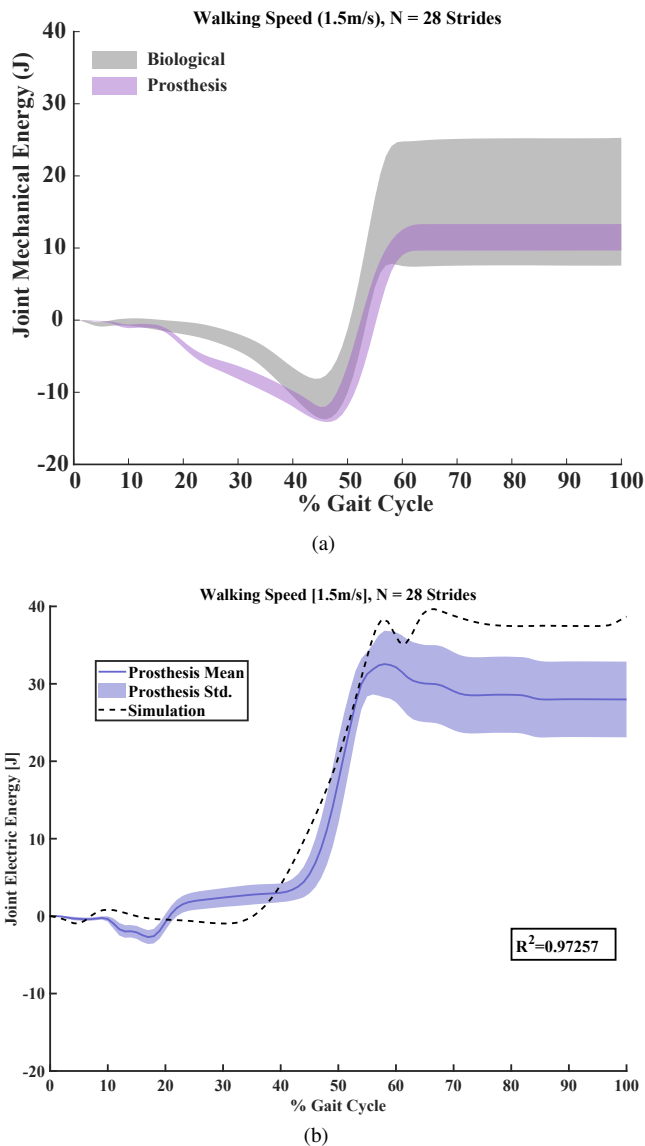 Walking Speed (1.5m/s), N = 28 Strides
Joint Mechanical Energy (J)
40
30
20
10
0
-10
-20
Biological
Prosthesis
0 10 20 30 40 50 60 70 80 90 100
% Gait Cycle
(a)
Walking Speed [1.5m/s], N = 28 Strides
Joint Electric Energy [J]
40
30
20
10
0
-10
-20
Prosthesis Mean
Prosthesis Std.
Simulation
R²=0.97257
0 10 20 30 40 50 60 70 80 90 100
% Gait Cycle
(b)